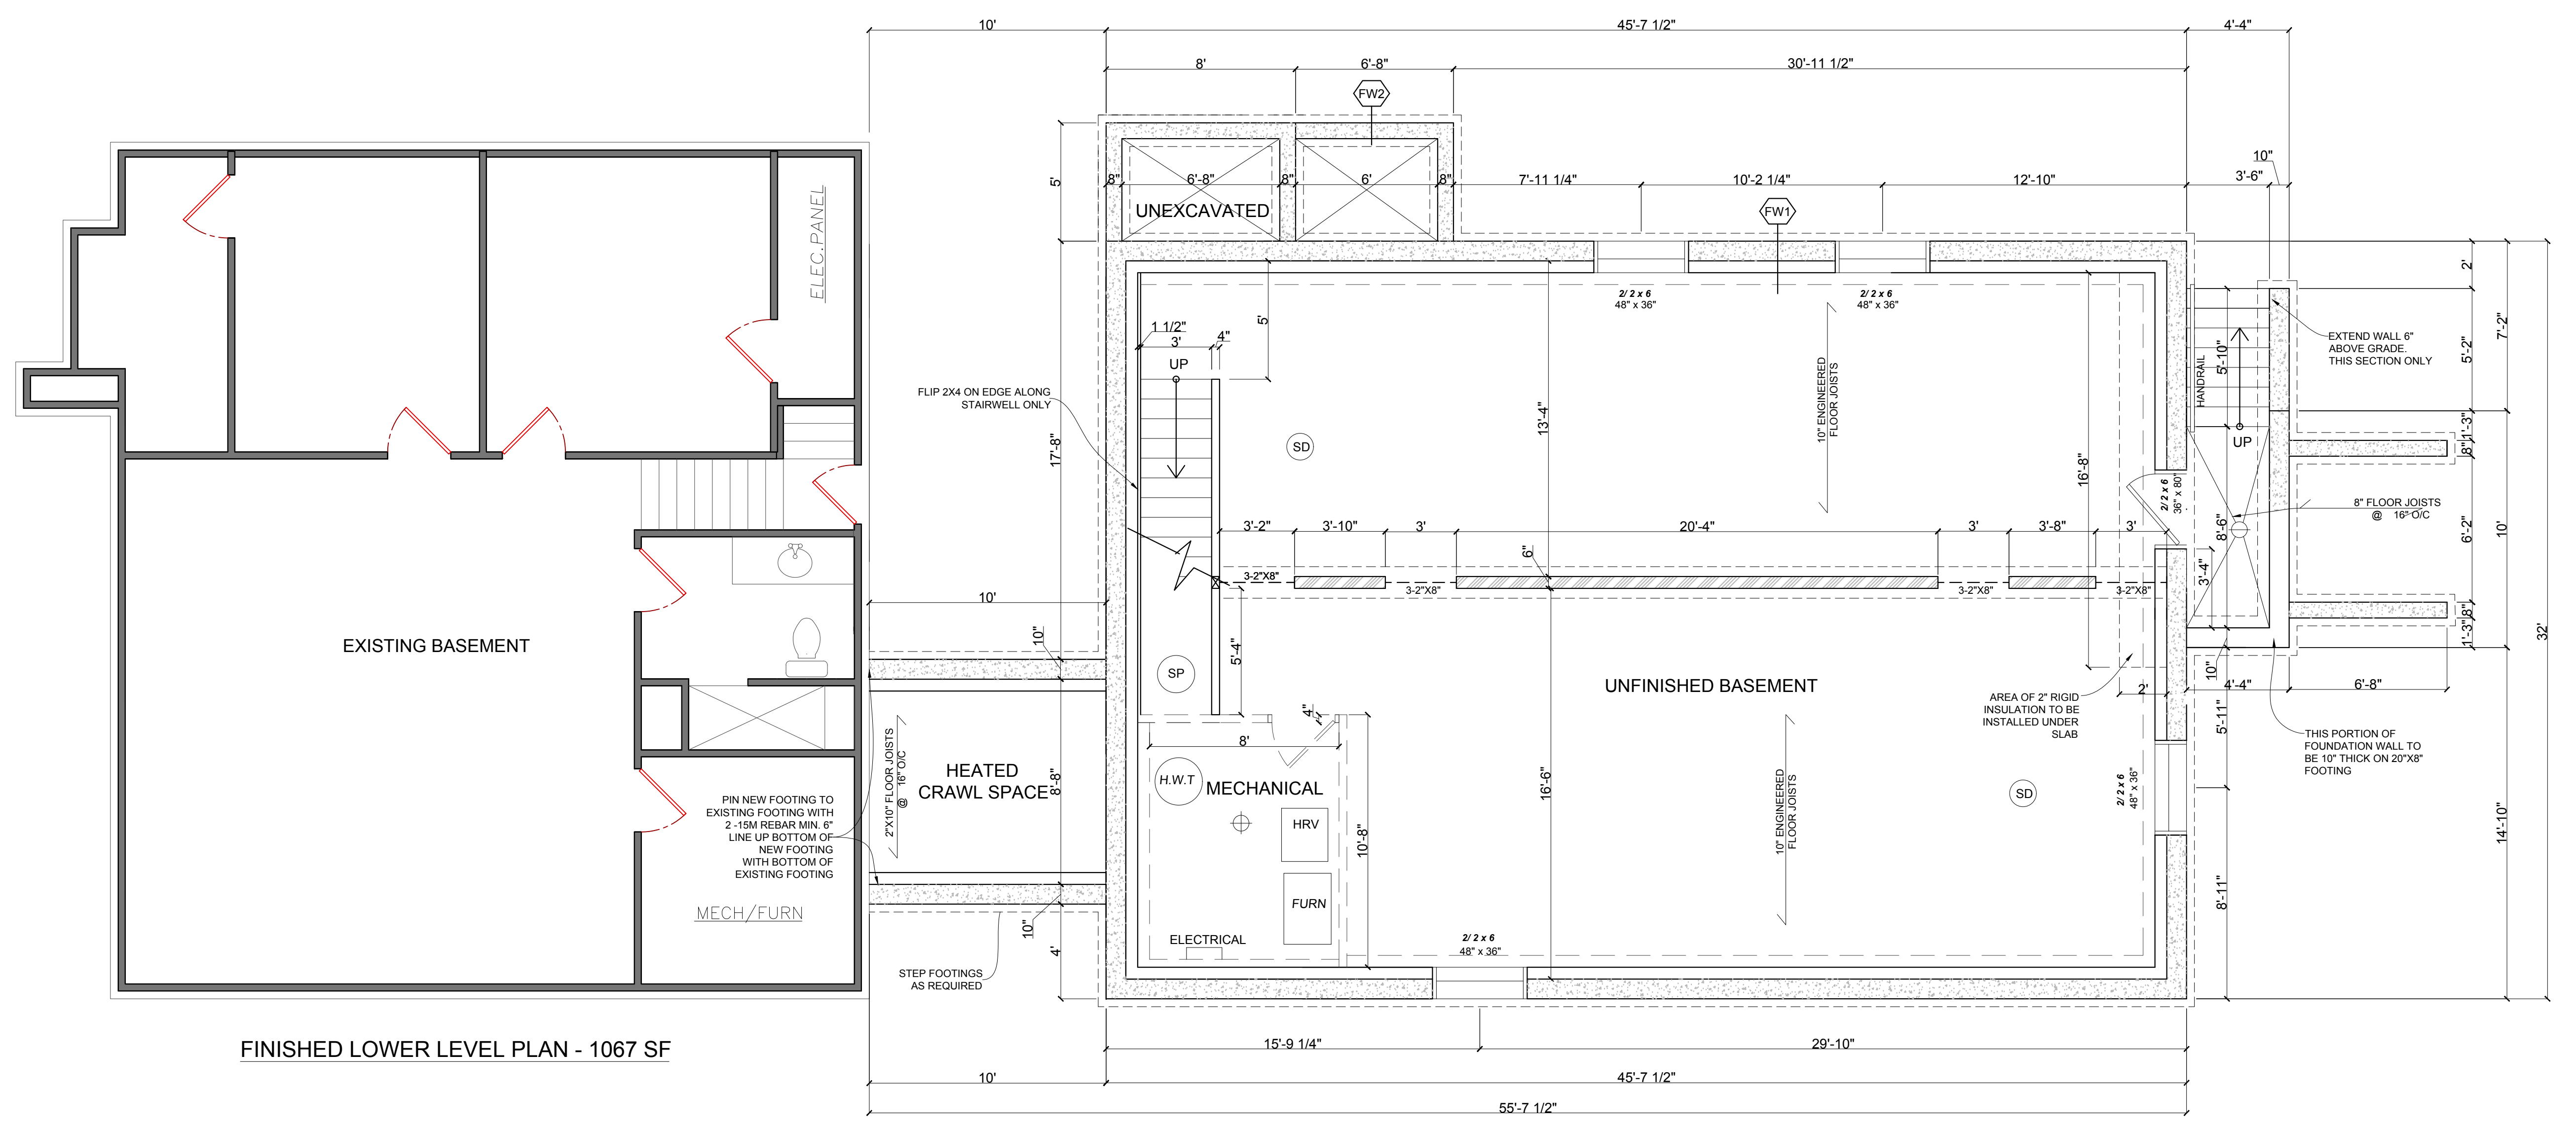 10'
45'-7 1/2"
4'-4"
8'
6'-8"
30'-11 1/2"
FW2
10"
3'-6"
5'
8"
6'-8"
8"
6'
8"
7'-11 1/4"
10'-2 1/4"
12'-10"
UNEXCAVATED
FW1
ELEC.PANEL
2/ 2 x 6
48" x 36"
2/ 2 x 6
48" x 36"
2'
5'
1 1/2"
3'
4"
UP
EXTEND WALL 6"
ABOVE GRADE.
THIS SECTION ONLY
7'-2"
5'-2"
5'-10"
HANDRAIL
FLIP 2X4 ON EDGE ALONG
STAIRWELL ONLY
10" ENGINEERED
FLOOR JOISTS
13'-4"
17'-8"
SD
UP
1'-3"
8"
16'-8"
2/ 2 x 6
36" x 80"
8" FLOOR JOISTS
@ 16" O/C
3'-2"
3'-10"
3'
20'-4"
3'
3'-8"
3'
8'-6"
6'-2"
10'
6"
3'-4"
3-2"X8"
3-2"X8"
3-2"X8"
3-2"X8"
10'
8"
1'-3"
32'
10"
EXISTING BASEMENT
5'-4"
SP
UNFINISHED BASEMENT
10"
2'
4'-4"
6'-8"
AREA OF 2" RIGID
INSULATION TO BE
INSTALLED UNDER
SLAB
4"
8'
5'-11"
THIS PORTION OF
FOUNDATION WALL TO
BE 10" THICK ON 20"X8"
FOOTING
2"X10" FLOOR JOISTS
@ 16" O/C
HEATED
CRAWL SPACE
8'-8"
H.W.T
MECHANICAL
16'-6"
10" ENGINEERED
FLOOR JOISTS
SD
2/ 2 x 6
48" x 36"
PIN NEW FOOTING TO
EXISTING FOOTING WITH
2 -15M REBAR MIN. 6"
LINE UP BOTTOM OF
NEW FOOTING
WITH BOTTOM OF
EXISTING FOOTING
HRV
10'-8"
14'-10"
8'-11"
FURN
MECH/FURN
10"
ELECTRICAL
2/ 2 x 6
48" x 36"
4'
STEP FOOTINGS
AS REQUIRED
FINISHED LOWER LEVEL PLAN - 1067 SF
15'-9 1/4"
29'-10"
10'
45'-7 1/2"
55'-7 1/2"